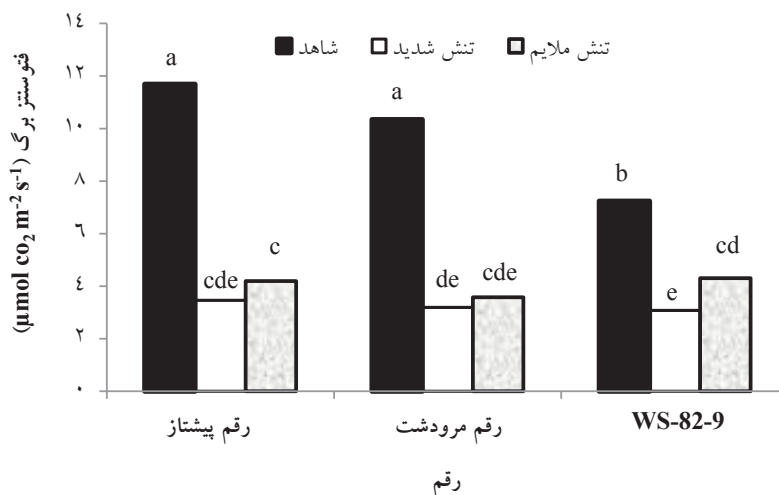 فتوسنتز برگ (µmol co₂ m⁻² s⁻¹)
۱۴
۱۲
۱۰
۸
۶
۴
۲
۰
شاهد
تنش شدید
تنش ملایم
a
cde
c
a
de
cde
b
e
cd
رقم پیشتاز
رقم مرودشت
WS-82-9
رقم